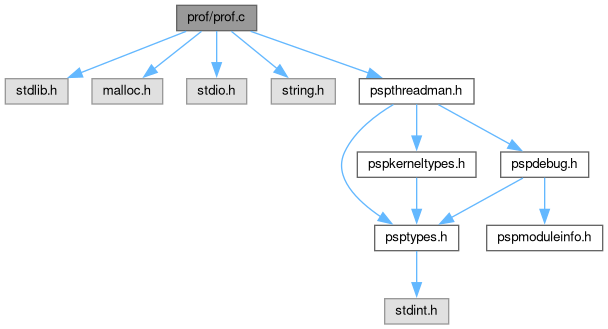 prof/prof.c
stdlib.h
malloc.h
stdio.h
string.h
pspthreadman.h
pspkerneltypes.h
pspdebug.h
psptypes.h
pspmoduleinfo.h
stdint.h